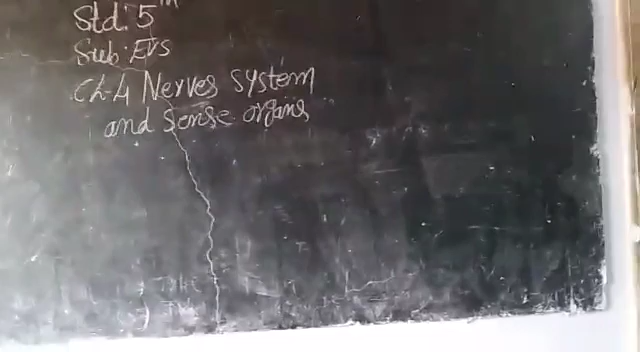 Std: 5th
Sub: EVS
Ch-4 Nerves System
and Sense organs